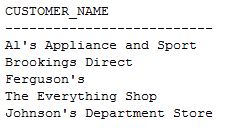 CUSTOMER_NAME
--------------------------
Al's Appliance and Sport
Brookings Direct
Ferguson's
The Everything Shop
Johnson's Department Store